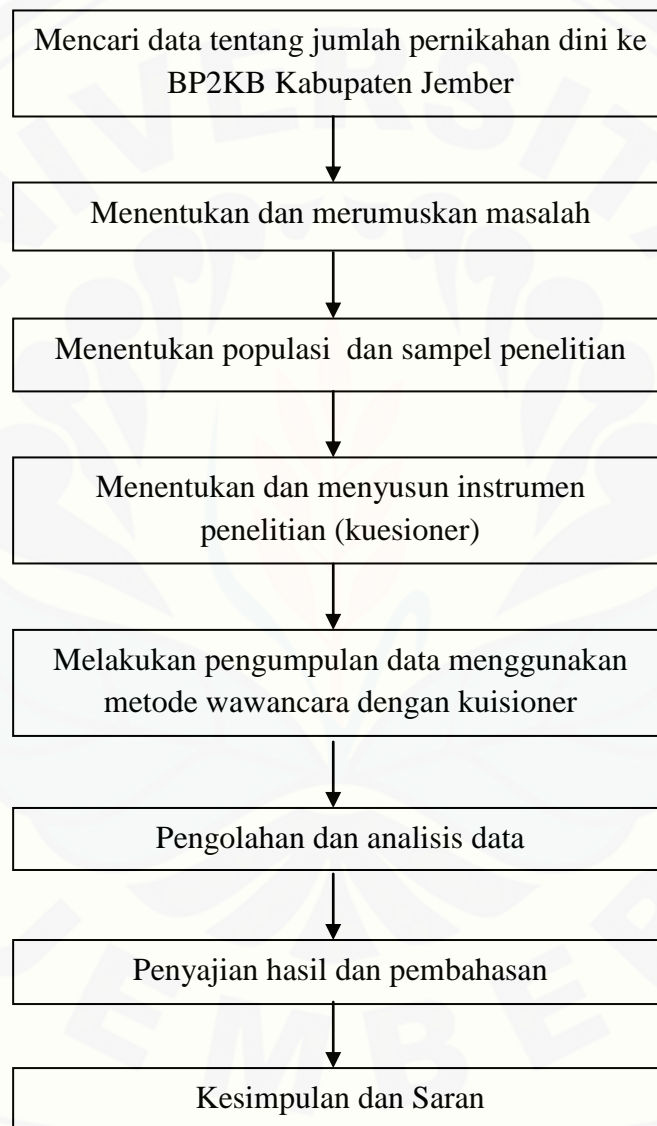 Mencari data tentang jumlah pernikahan dini ke
BP2KB Kabupaten Jember
Menentukan dan merumuskan masalah
Menentukan populasi dan sampel penelitian
Menentukan dan menyusun instrumen
penelitian (kuesioner)
Melakukan pengumpulan data menggunakan
metode wawancara dengan kuisioner
Pengolahan dan analisis data
Penyajian hasil dan pembahasan
Kesimpulan dan Saran